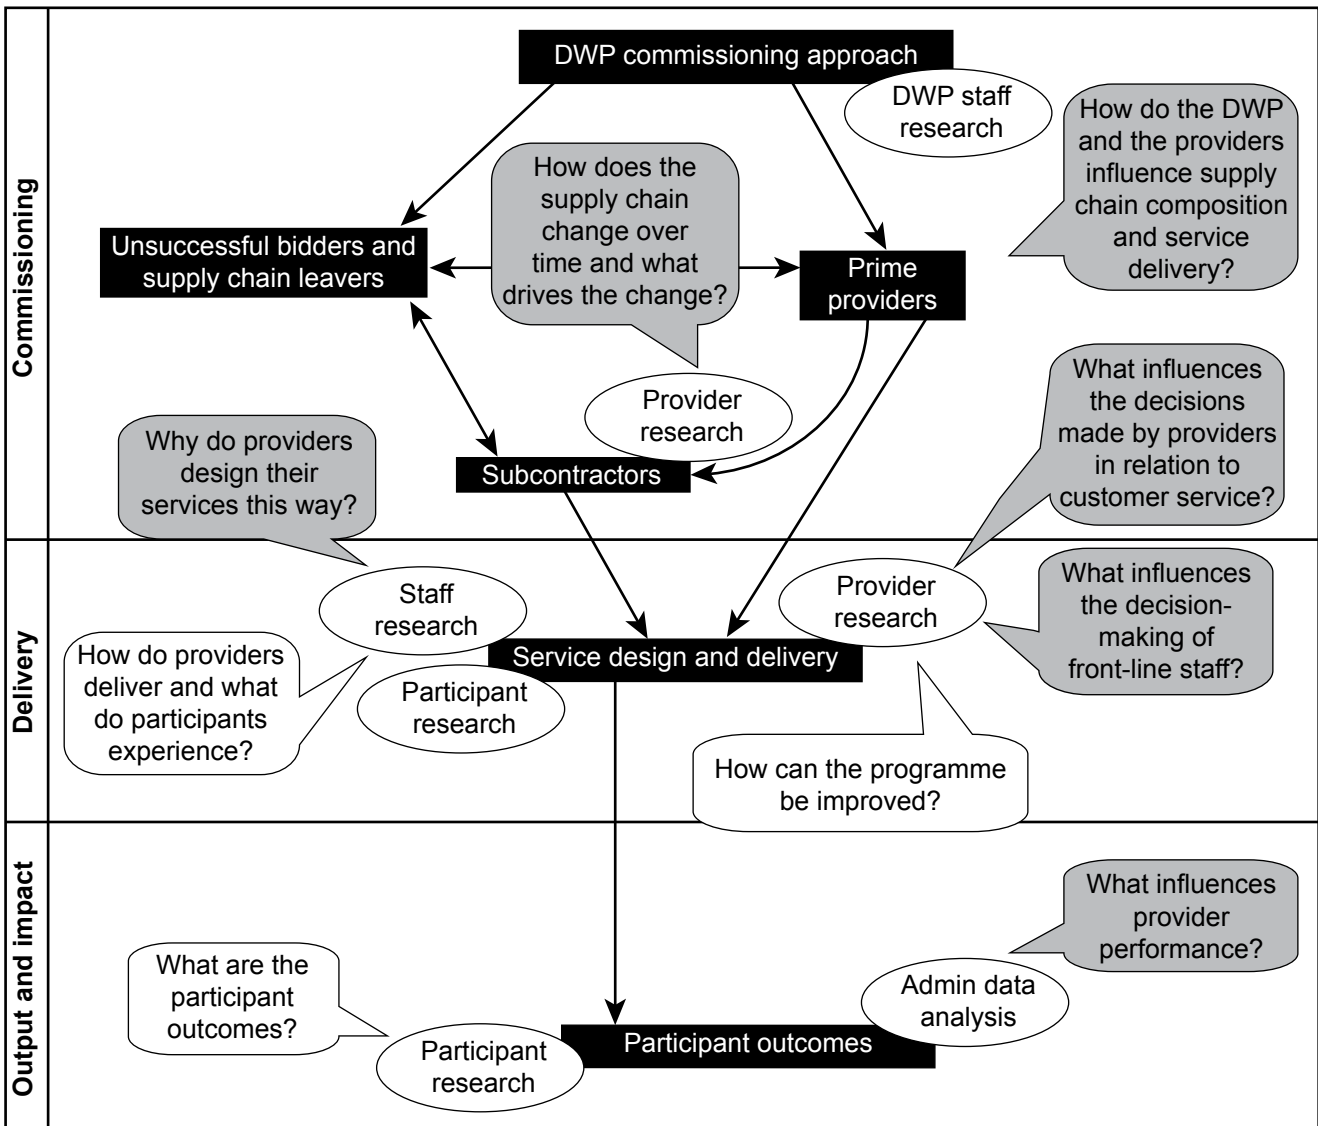 Commissioning
DWP commissioning approach
DWP staff
research
How do the DWP
and the providers
influence supply
chain composition
and service
delivery?
How does the
supply chain
change over
time and what
drives the change?
Unsuccessful bidders and
supply chain leavers
Prime
providers
What influences
the decisions
made by providers
in relation to
customer service?
Provider
research
Why do providers
design their
services this way?
Subcontractors
Delivery
Staff
research
Provider
research
What influences
the decision-
making of
front-line staff?
How do providers
deliver and what
do participants
experience?
Service design and delivery
Participant
research
How can the programme
be improved?
Output and impact
What influences
provider
performance?
What are the
participant
outcomes?
Admin data
analysis
Participant outcomes
Participant
research